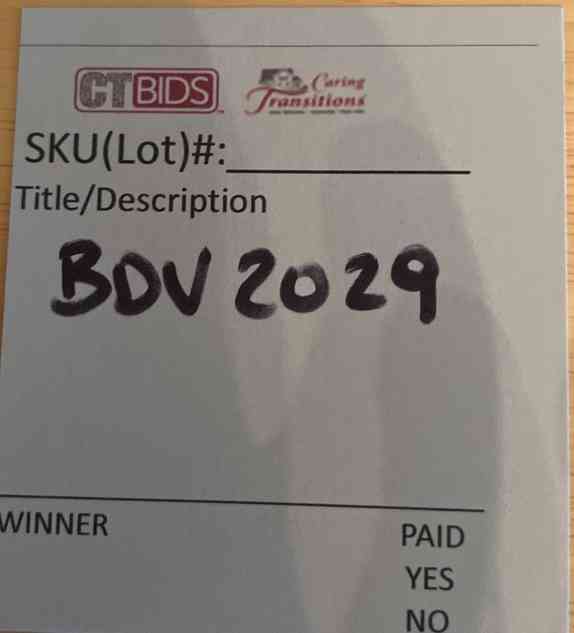 CTBIDS Caring
Transitions
SKU(Lot)#:
Title/Description
BDV 2029
WINNER PAID
YES
NO